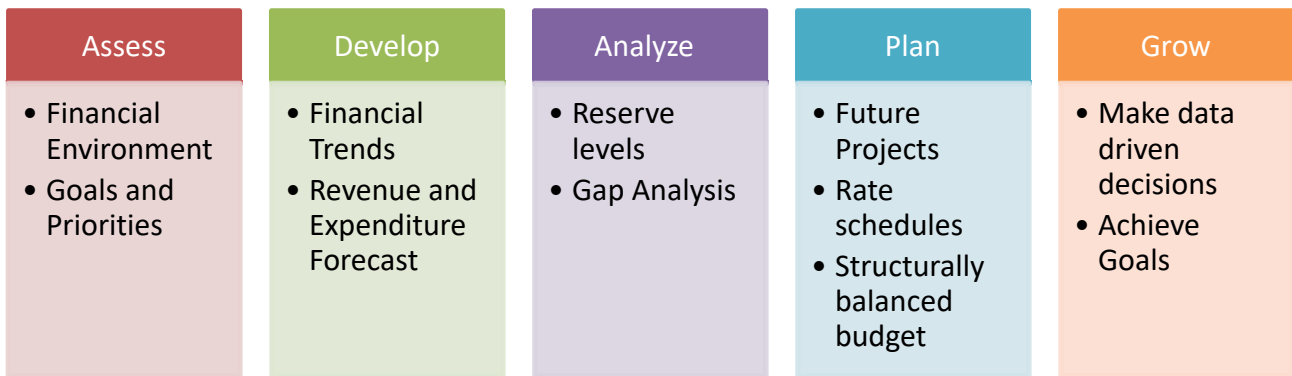 Assess
• Financial
Environment
• Goals and
Priorities
Develop
• Financial
Trends
• Revenue and
Expenditure
Forecast
Analyze
• Reserve
levels
• Gap Analysis
Plan
• Future
Projects
• Rate
schedules
• Structurally
balanced
budget
Grow
• Make data
driven
decisions
• Achieve
Goals